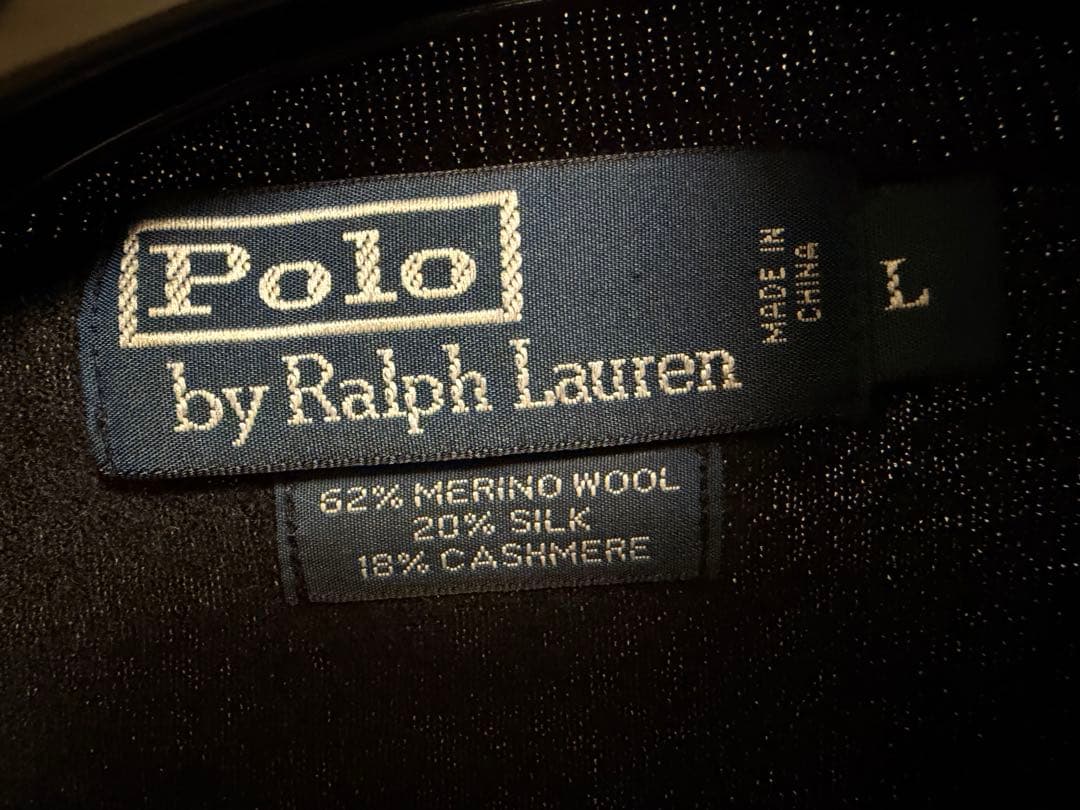 Polo
by Ralph Lauren
MADE IN
CHINA
L
62% MERINO WOOL
20% SILK
18% CASHMERE